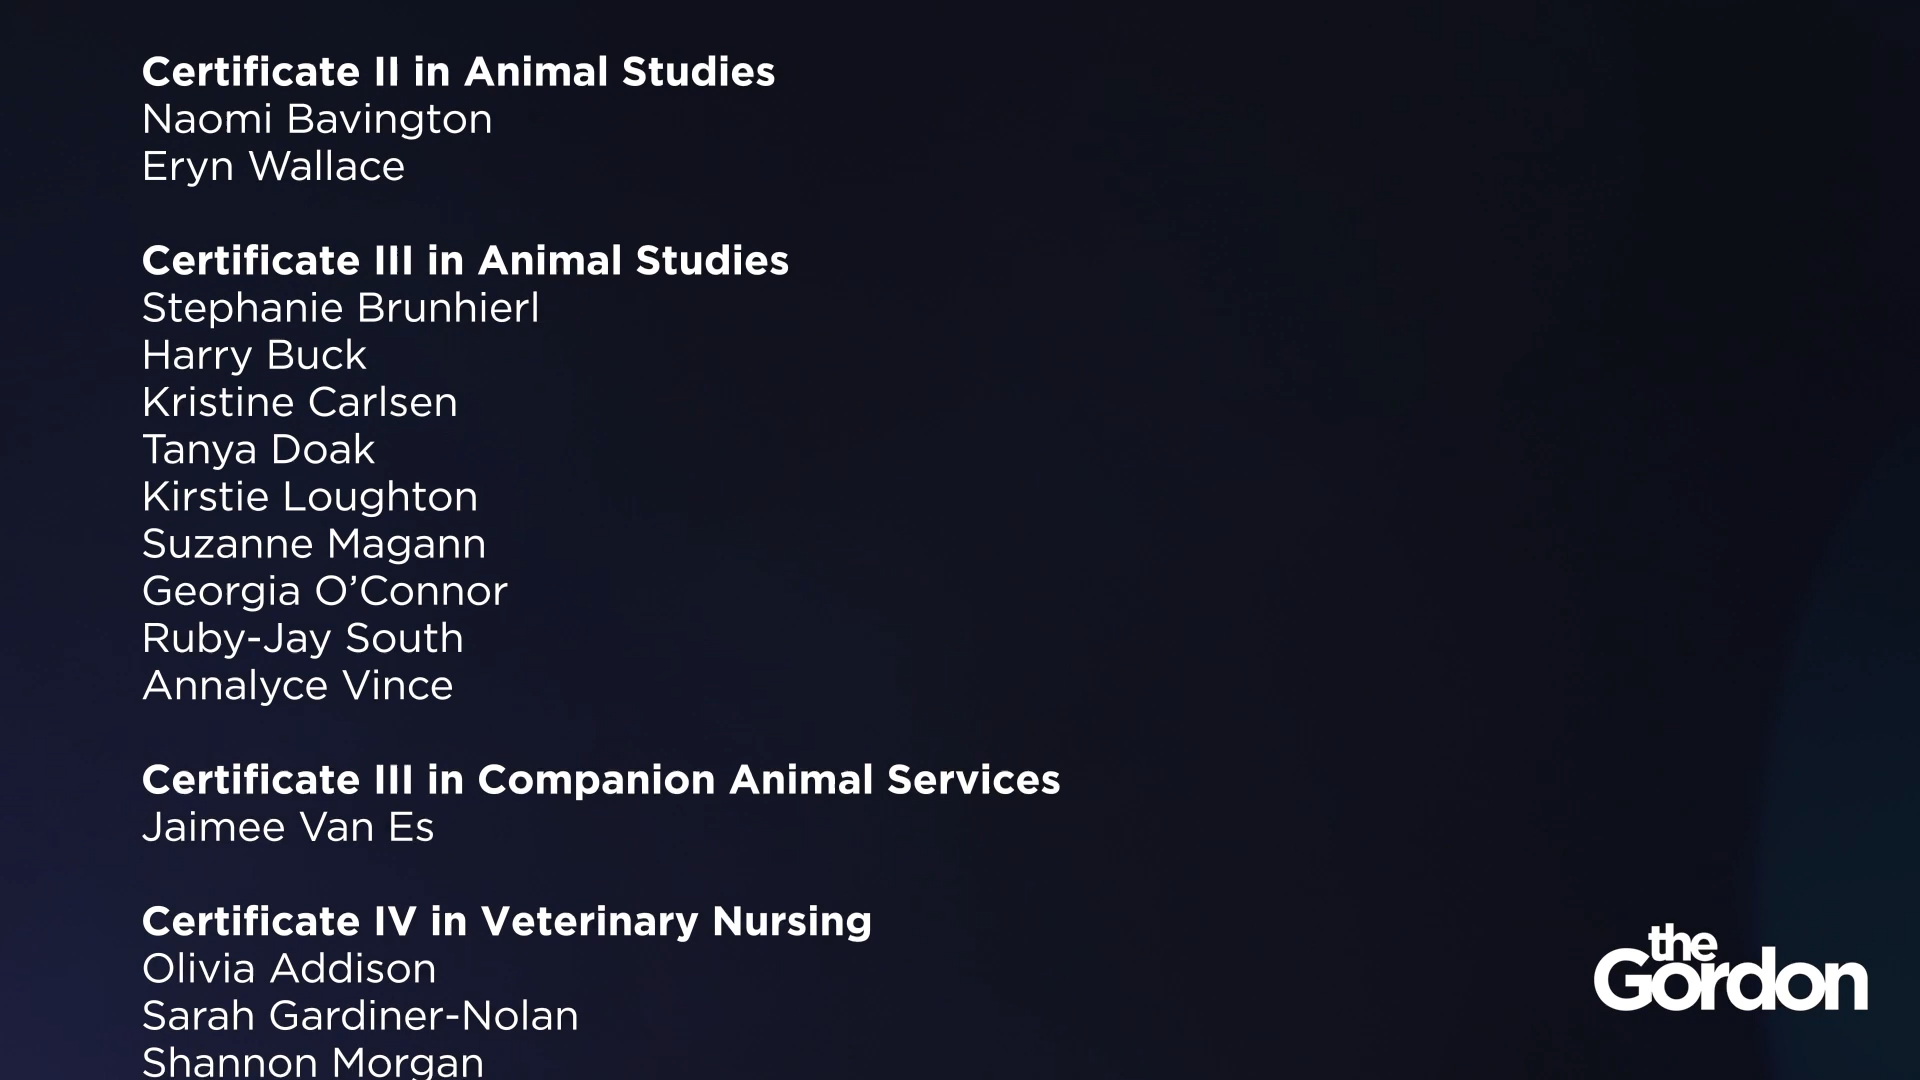 Certificate II in Animal Studies
Naomi Bavington
Eryn Wallace
Certificate III in Animal Studies
Stephanie Brunhierl
Harry Buck
Kristine Carlsen
Tanya Doak
Kirstie Loughton
Suzanne Magann
Georgia O’Connor
Ruby-Jay South
Annalyce Vince
Certificate III in Companion Animal Services
Jaimee Van Es
Certificate IV in Veterinary Nursing
Olivia Addison
Sarah Gardiner-Nolan
Shannon Morgan
the
Gordon